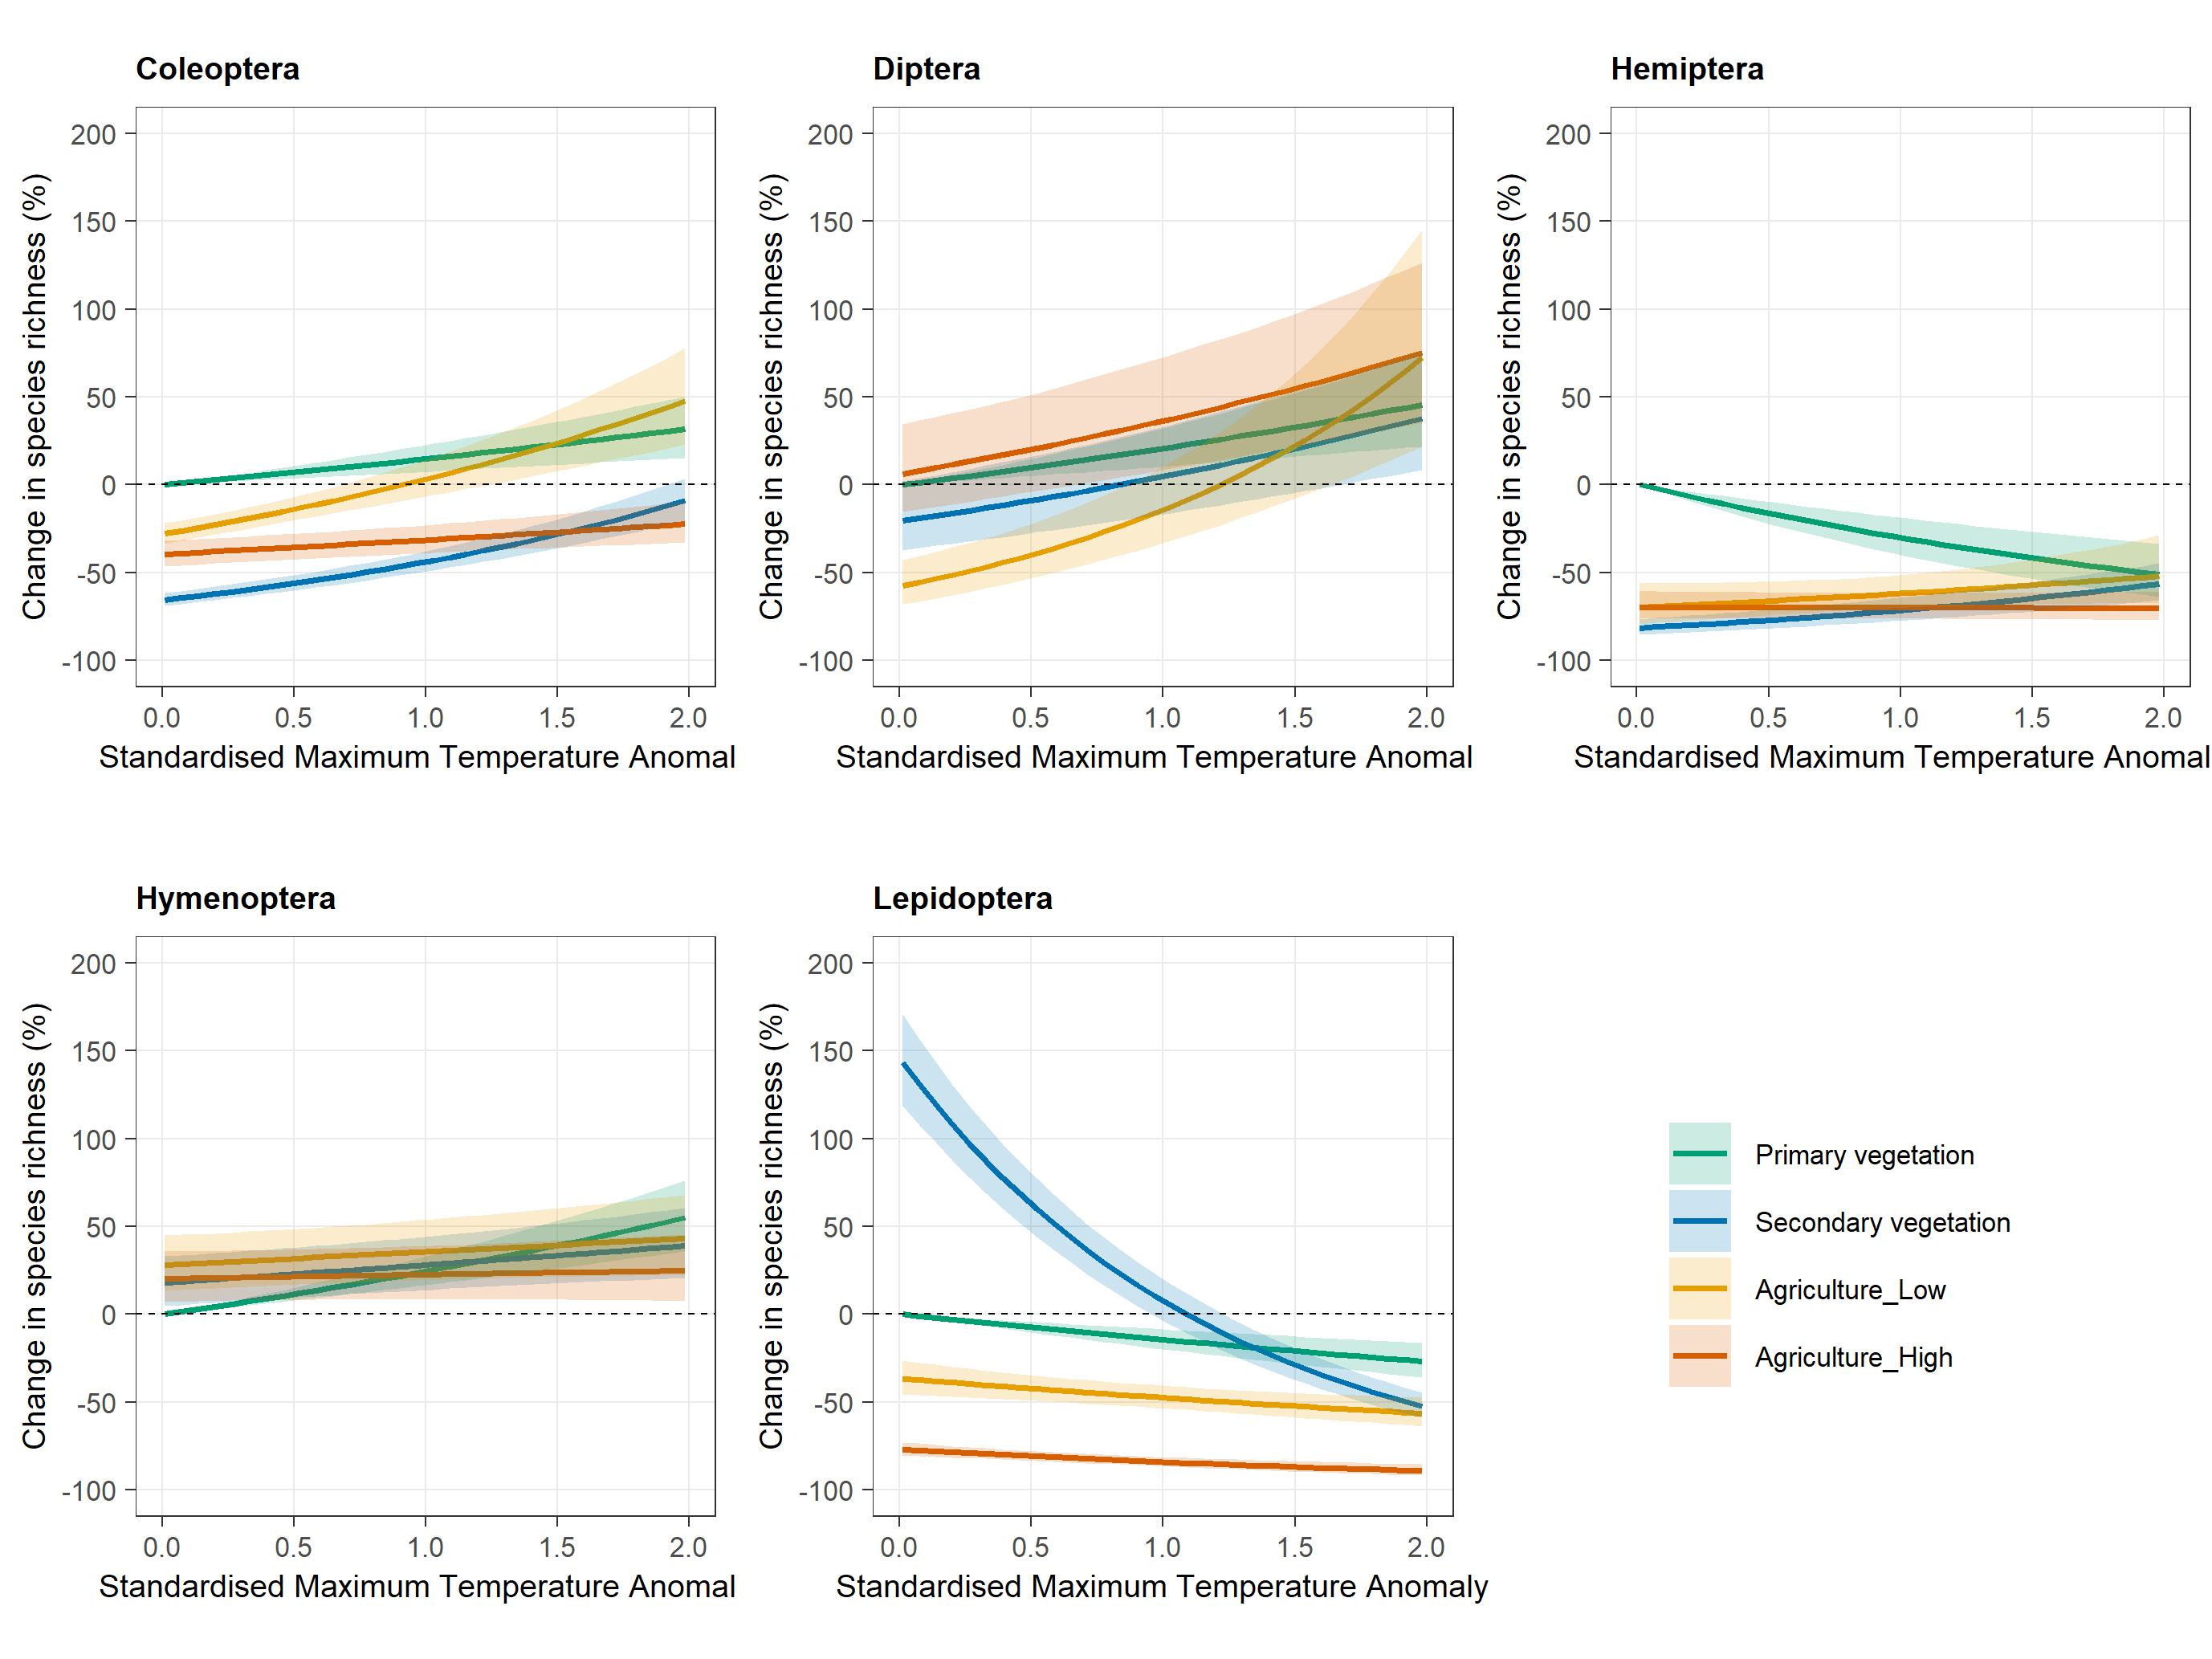 Coleoptera
Change in species richness (%)
200
150
100
50
0
-50
-100
0.0 0.5 1.0 1.5 2.0
Standardised Maximum Temperature Anomal
Diptera
Change in species richness (%)
200
150
100
50
0
-50
-100
0.0 0.5 1.0 1.5 2.0
Standardised Maximum Temperature Anomal
Hemiptera
Change in species richness (%)
200
150
100
50
0
-50
-100
0.0 0.5 1.0 1.5 2.0
Standardised Maximum Temperature Anomal
Hymenoptera
Change in species richness (%)
200
150
100
50
0
-50
-100
0.0 0.5 1.0 1.5 2.0
Standardised Maximum Temperature Anomal
Lepidoptera
Change in species richness (%)
200
150
100
50
0
-50
-100
0.0 0.5 1.0 1.5 2.0
Standardised Maximum Temperature Anomaly
Primary vegetation
Secondary vegetation
Agriculture_Low
Agriculture_High